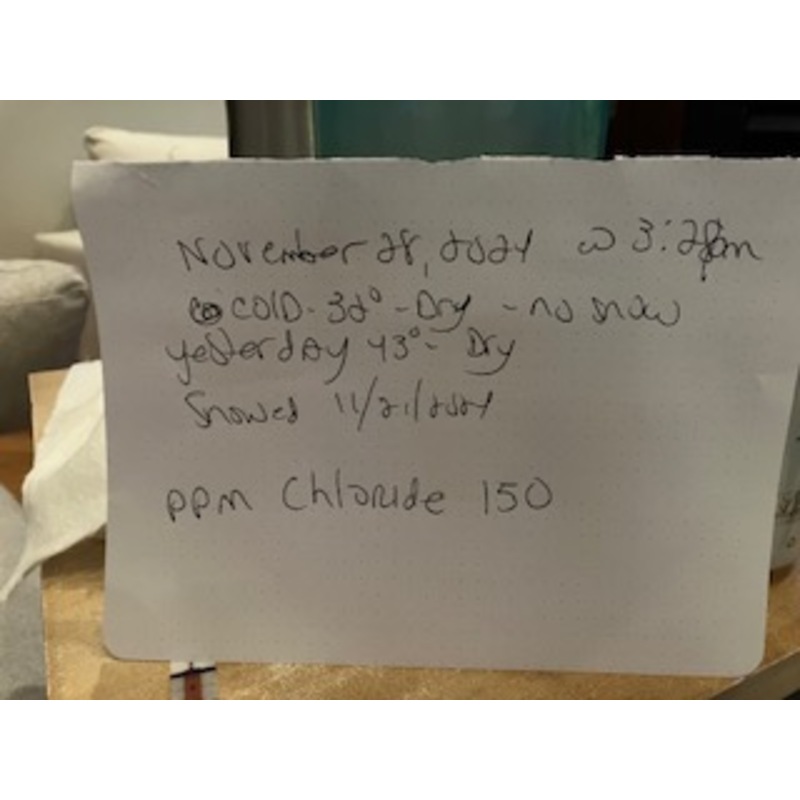 November 28, 2024 @ 3:28pm
COLD - 32° - Dry - no snow
yesterday 43° - Dry
Snowed 11/21/2024
ppm Chloride 150